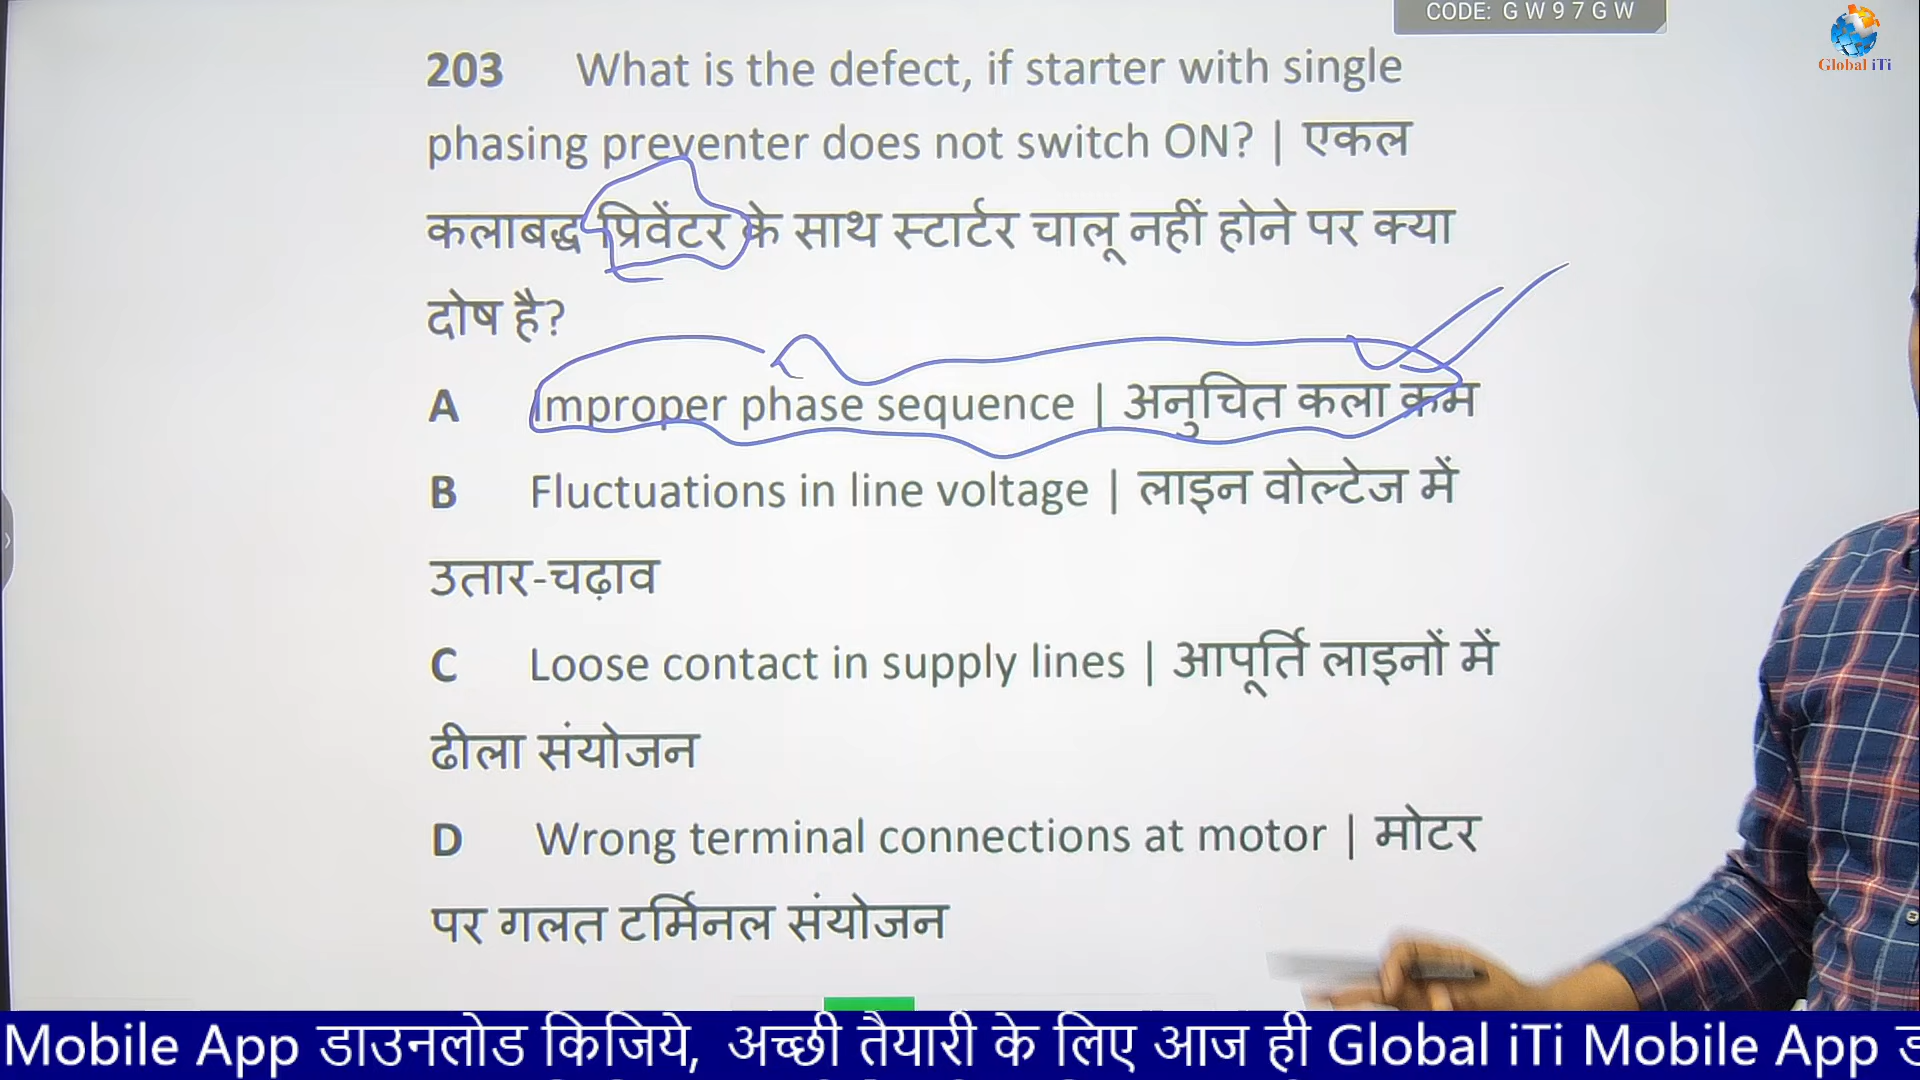 CODE: G W 9 7 G W
Global iTi
203 What is the defect, if starter with single
phasing preventer does not switch ON? | एकल
कलाबद्ध प्रिवेंटर के साथ स्टार्टर चालू नहीं होने पर क्या
दोष है?
A Improper phase sequence | अनुचित कला कम
B Fluctuations in line voltage | लाइन वोल्टेज में
उतार-चढ़ाव
C Loose contact in supply lines | आपूर्ति लाइनों में
ढीला संयोजन
D Wrong terminal connections at motor | मोटर
पर गलत टर्मिनल संयोजन
Mobile App डाउनलोड किजिये, अच्छी तैयारी के लिए आज ही Global iTi Mobile App